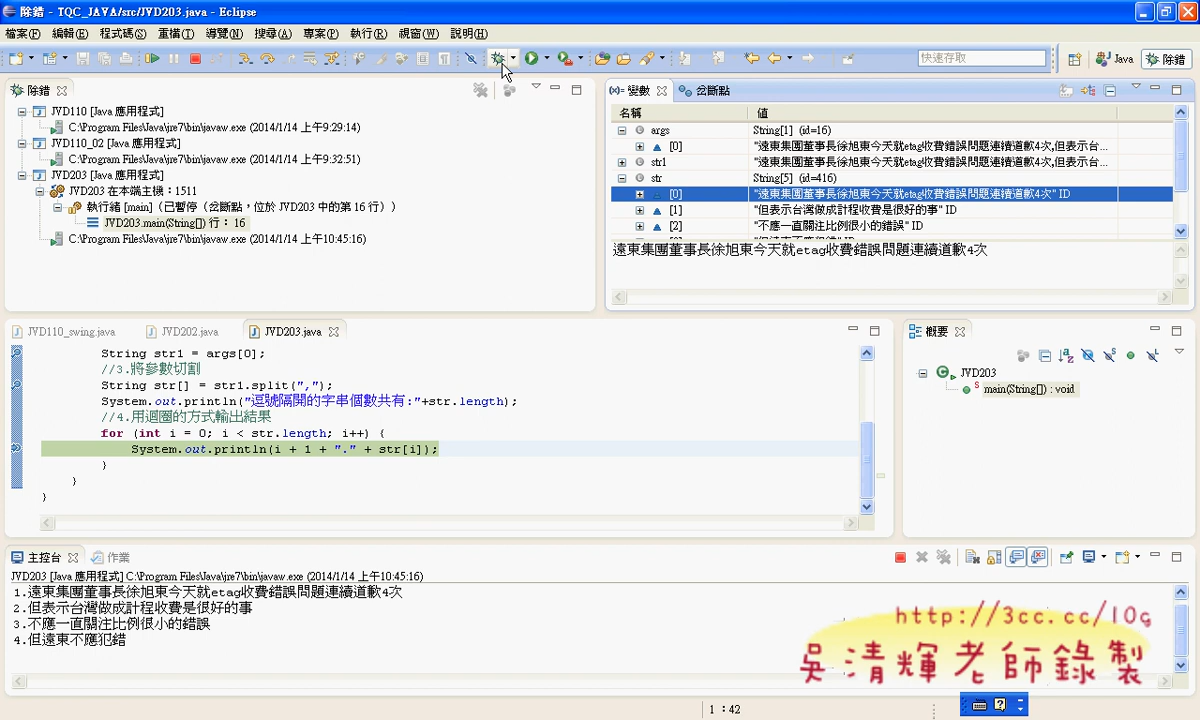 除錯 - TQC_JAVA/src/JVD203.java - Eclipse
檔案(F) 編輯(E) 程式碼(S) 重構(T) 導覽(N) 搜尋(A) 專案(P) 執行(R) 視窗(W) 說明(H)
快速存取 Java 除錯
除錯
JVD110 [Java 應用程式]
C:\Program Files\Java\jre7\bin\javaw.exe (2014/1/14 上午9:29:14)
JVD110_02 [Java 應用程式]
C:\Program Files\Java\jre7\bin\javaw.exe (2014/1/14 上午9:32:51)
JVD203 [Java 應用程式]
JVD203 在本端主機：1511
執行緒 [main]（已暫停（岔斷點，位於 JVD203 中的第 16 行））
JVD203.main(String[]) 行：16
C:\Program Files\Java\jre7\bin\javaw.exe (2014/1/14 上午10:45:16)
(x)= 變數 岔斷點
名稱 值
args String[1] (id=16)
[0] "遠東集團董事長徐旭東今天就etag收費錯誤問題連續道歉4次,但表示台...
str1 "遠東集團董事長徐旭東今天就etag收費錯誤問題連續道歉4次,但表示台...
str String[5] (id=416)
[0] "遠東集團董事長徐旭東今天就etag收費錯誤問題連續道歉4次" ID
[1] "但表示台灣做成計程收費是很好的事" ID
[2] "不應一直關注比例很小的錯誤" ID
遠東集團董事長徐旭東今天就etag收費錯誤問題連續道歉4次
JVD110_swing.java JVD202.java JVD203.java
String str1 = args[0];
//3.將參數切割
String str[] = str1.split(",");
System.out.println("逗號隔開的字串個數共有:"+str.length);
//4.用迴圈的方式輸出結果
for (int i = 0; i < str.length; i++) {
System.out.println(i + 1 + "." + str[i]);
}
}
}
概要
JVD203
main(String[]) : void
主控台 作業
JVD203 [Java 應用程式] C:\Program Files\Java\jre7\bin\javaw.exe (2014/1/14 上午10:45:16)
1.遠東集團董事長徐旭東今天就etag收費錯誤問題連續道歉4次
2.但表示台灣做成計程收費是很好的事
3.不應一直關注比例很小的錯誤
4.但遠東不應犯錯
http://3cc.cc/10g
吳清輝老師錄製
1：42